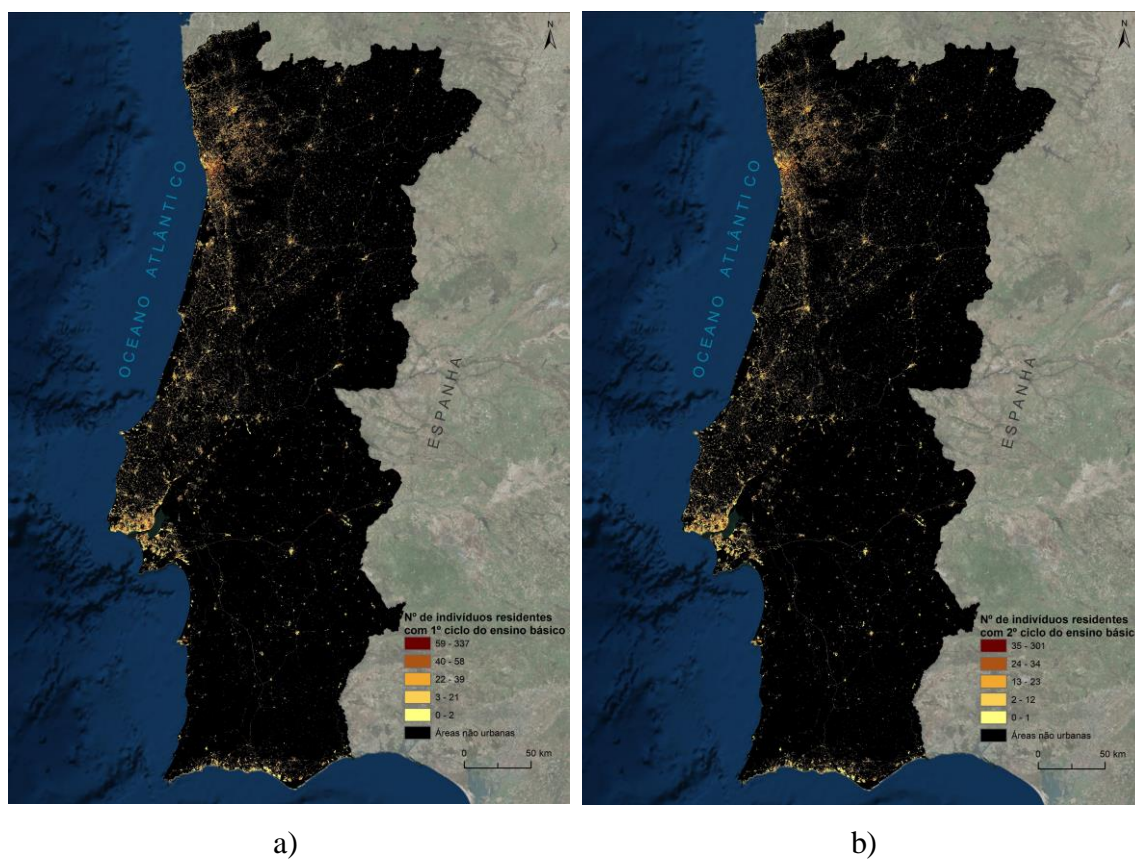 N
OCEANO ATLÂNTICO
ESPANHA
Nº de indivíduos residentes
com 1º ciclo do ensino básico
59 - 337
40 - 58
22 - 39
3 - 21
0 - 2
Áreas não urbanas
0 50 km
a)
N
OCEANO ATLÂNTICO
ESPANHA
Nº de indivíduos residentes
com 2º ciclo do ensino básico
35 - 301
24 - 34
13 - 23
2 - 12
0 - 1
Áreas não urbanas
0 50 km
b)